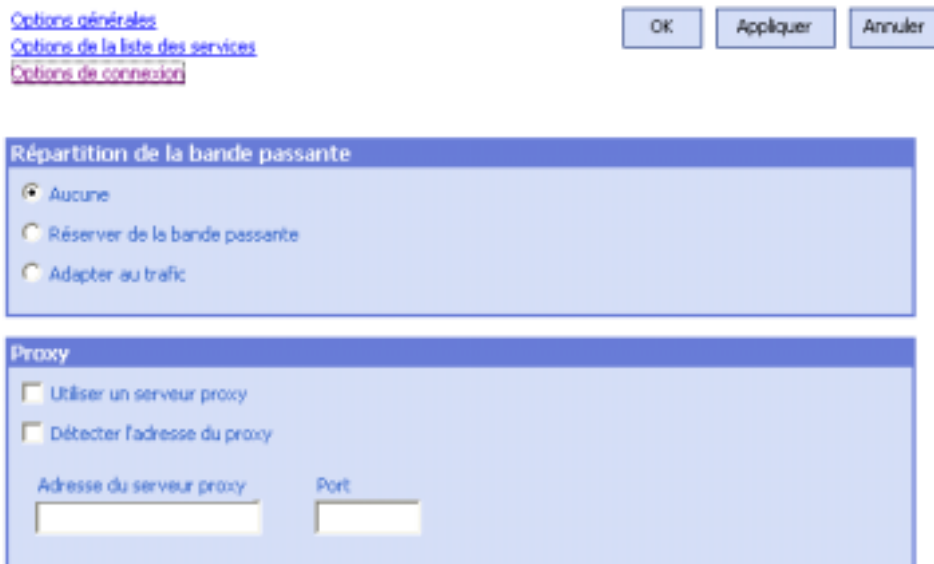 Options générales
Options de la liste des services
Options de connexion
OK Appliquer Annuler
Répartition de la bande passante
Aucune
Réserver de la bande passante
Adapter au trafic
Proxy
Utiliser un serveur proxy
Détecter l'adresse du proxy
Adresse du serveur proxy Port